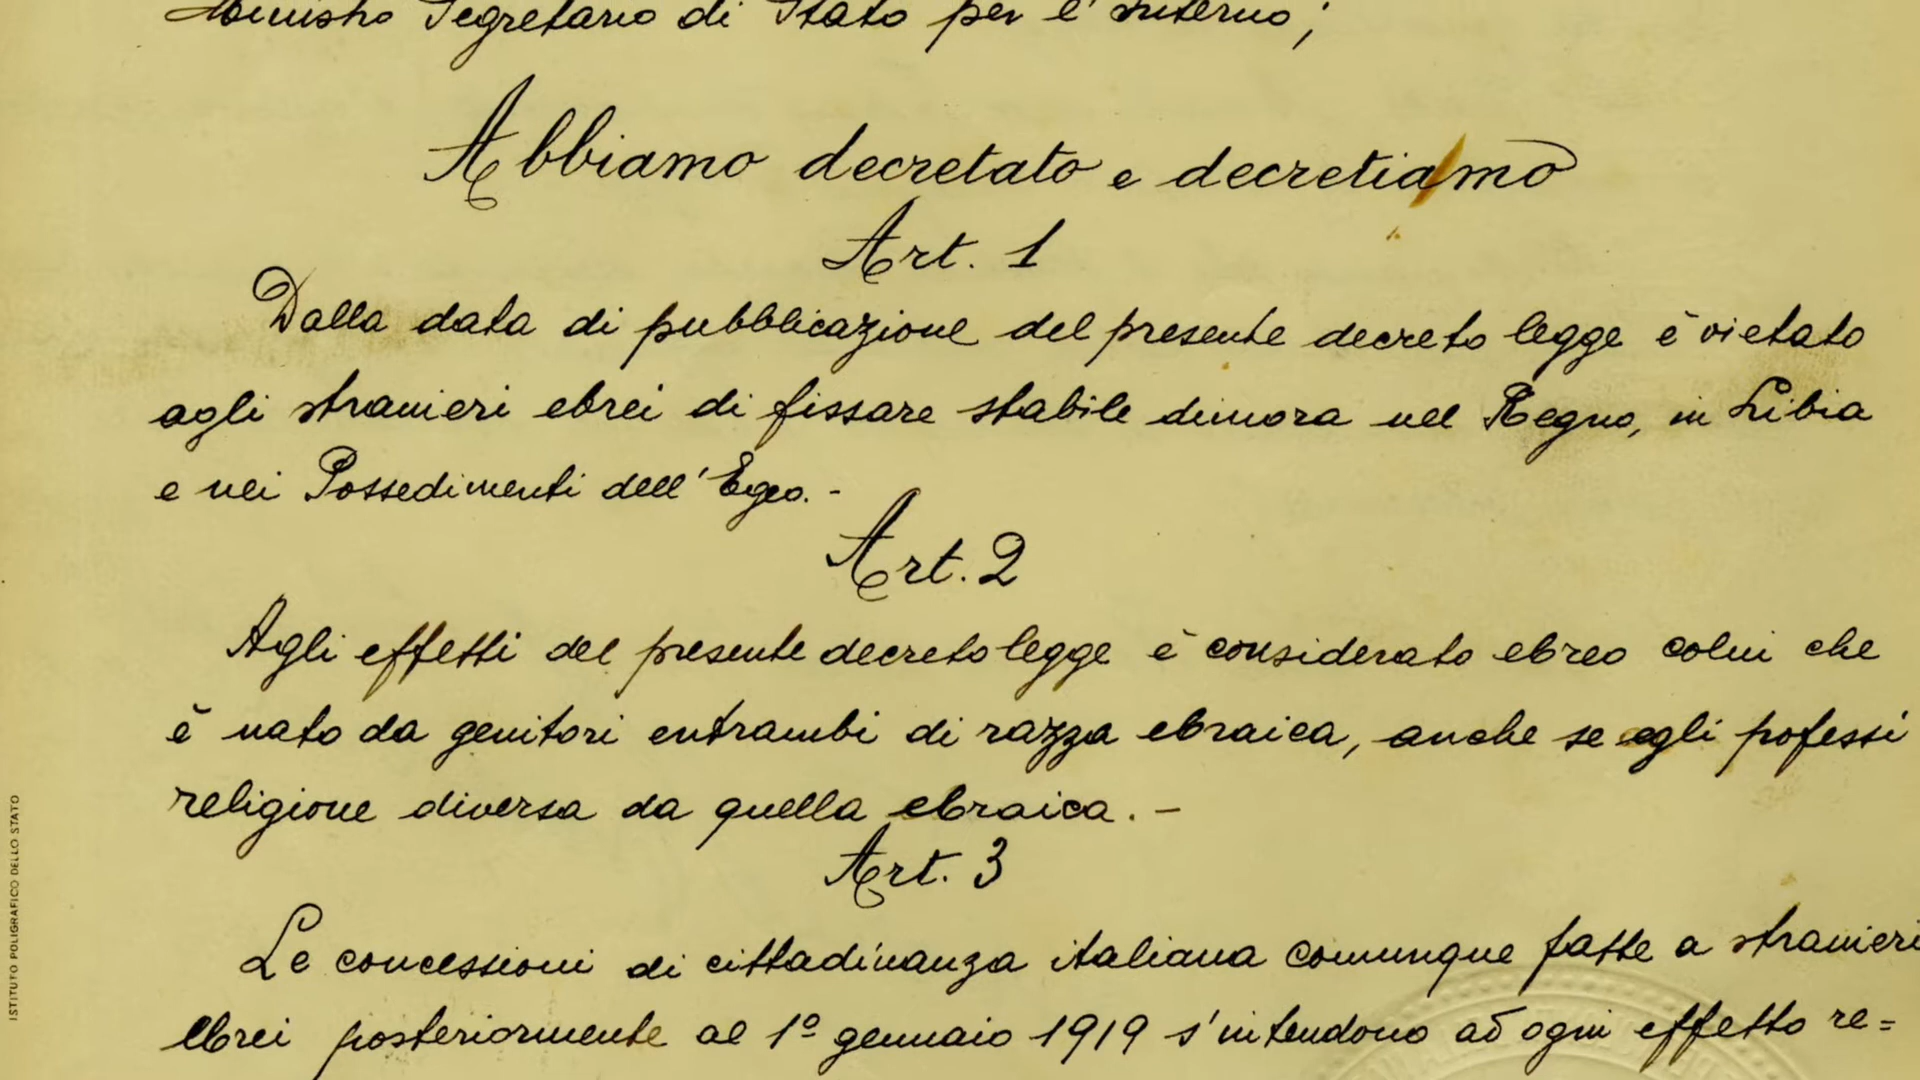 Ministro Segretario di Stato per l'Interno;
Abbiamo decretato e decretiamo
Art. 1
Dalla data di pubblicazione del presente decreto legge è vietato
agli stranieri ebrei di fissare stabile dimora nel Regno, in Libia
e nei Possedimenti dell'Egeo.-
Art. 2
Agli effetti del presente decreto legge è considerato ebreo colui che
è nato da genitori entrambi di razza ebraica, anche se egli pofessi
religione diversa da quella ebraica.-
Art. 3
Le concessioni di cittadinanza italiana comunque fatte a stranieri
ebrei posteriormente al 1º gennaio 1919 s'intendono ad ogni effetto re=
ISTITUTO POLIGRAFICO DELLO STATO